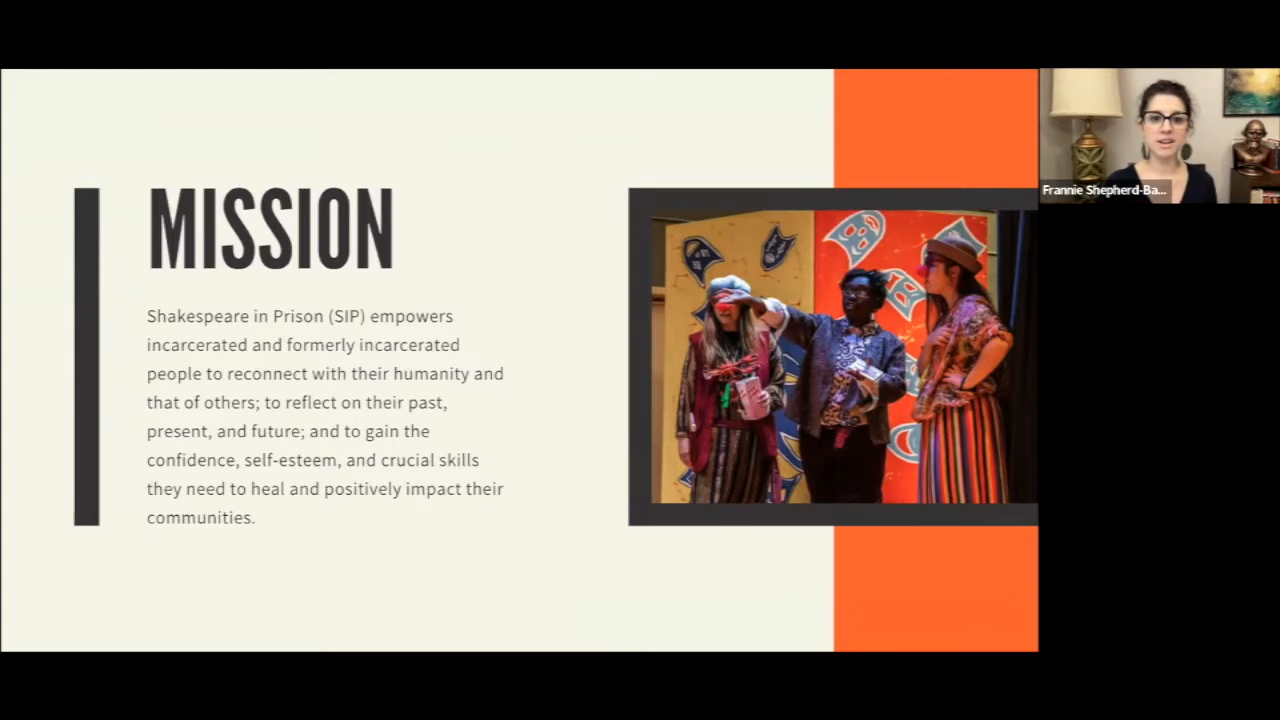 MISSION
Shakespeare in Prison (SIP) empowers
incarcerated and formerly incarcerated
people to reconnect with their humanity and
that of others; to reflect on their past,
present, and future; and to gain the
confidence, self-esteem, and crucial skills
they need to heal and positively impact their
communities.
Frannie Shepherd-Ba...